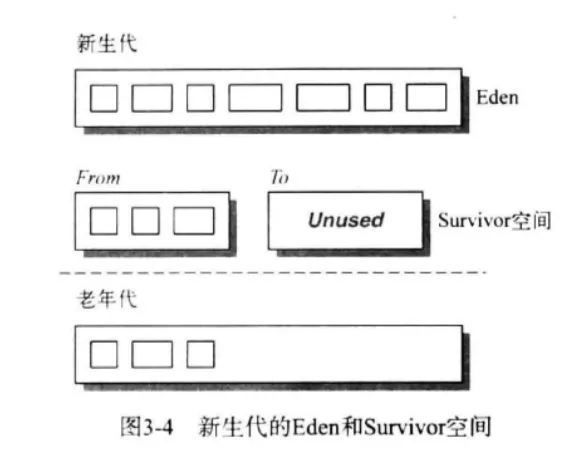 新生代
Eden
From
To
Unused
Survivor空间
老年代
图3-4 新生代的Eden和Survivor空间